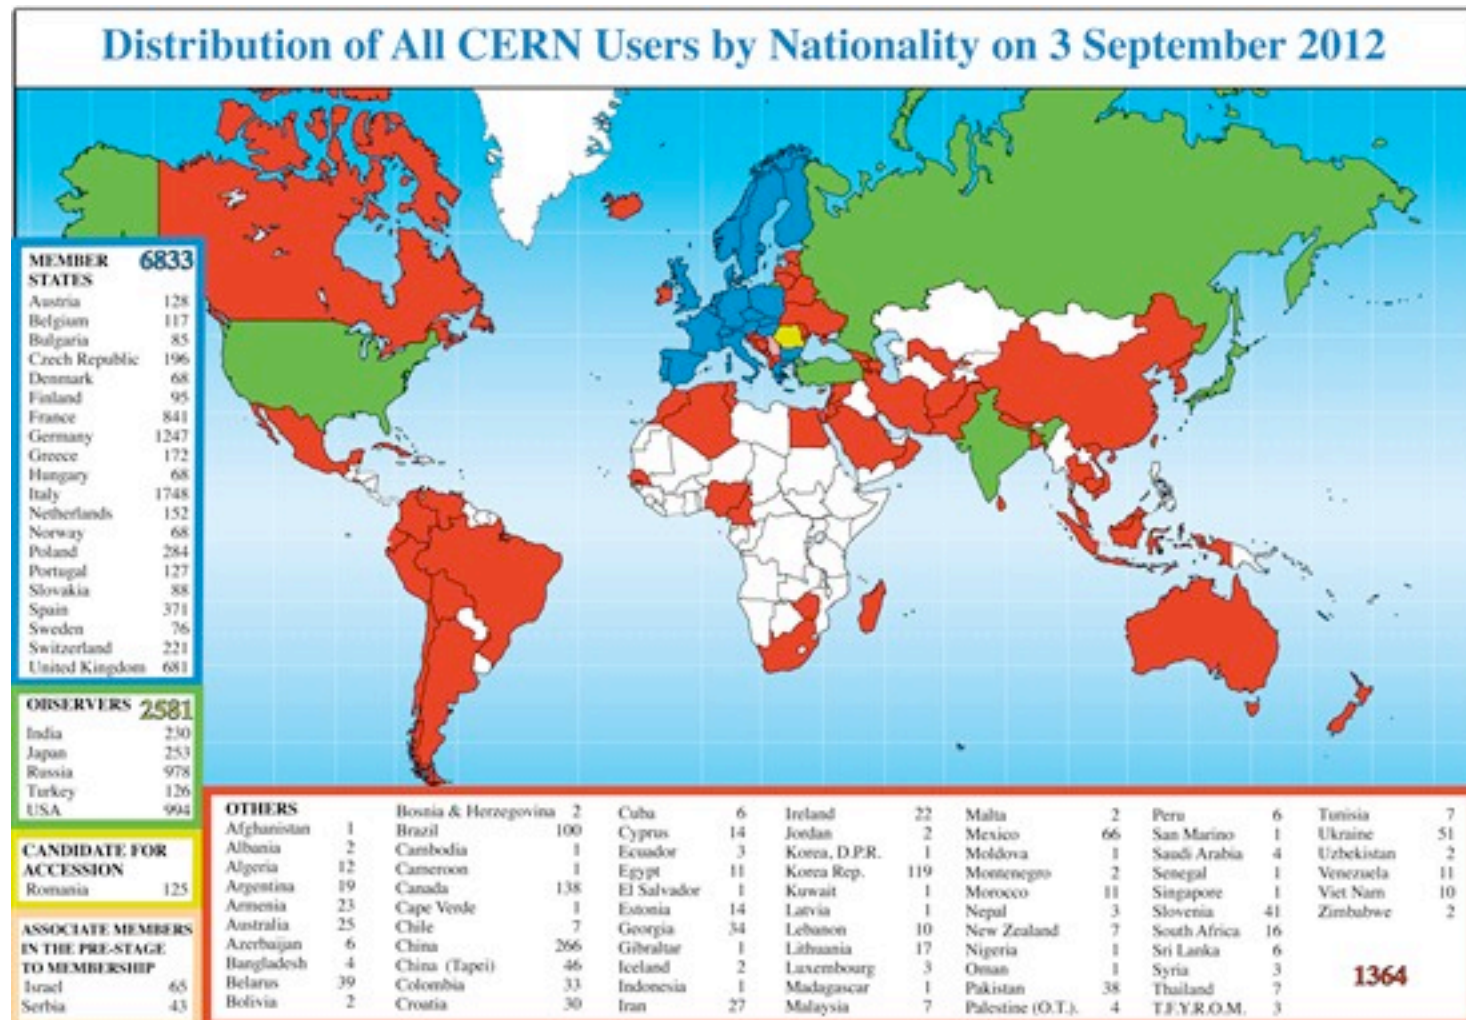 Distribution of All CERN Users by Nationality on 3 September 2012
MEMBER STATES 6833
Austria 128
Belgium 117
Bulgaria 85
Czech Republic 196
Denmark 68
Finland 95
France 841
Germany 1247
Greece 172
Hungary 68
Italy 1748
Netherlands 152
Norway 68
Poland 284
Portugal 127
Slovakia 88
Spain 371
Sweden 76
Switzerland 221
United Kingdom 681
OBSERVERS 2581
India 230
Japan 253
Russia 978
Turkey 126
USA 994
CANDIDATE FOR
ACCESSION
Romania 125
ASSOCIATE MEMBERS
IN THE PRE-STAGE
TO MEMBERSHIP
Israel 65
Serbia 43
OTHERS
Afghanistan 1
Albania 2
Algeria 12
Argentina 19
Armenia 23
Australia 25
Azerbaijan 6
Bangladesh 4
Belarus 39
Bolivia 2
Bosnia & Herzegovina 2
Brazil 100
Cambodia 1
Cameroon 1
Canada 138
Cape Verde 1
Chile 7
China 266
China (Tapei) 46
Colombia 33
Croatia 30
Cuba 6
Cyprus 14
Ecuador 3
Egypt 11
El Salvador 1
Estonia 14
Georgia 34
Gibraltar 1
Iceland 2
Indonesia 1
Iran 27
Ireland 22
Jordan 2
Korea, D.P.R. 1
Korea Rep. 119
Kuwait 1
Latvia 1
Lebanon 10
Lithuania 17
Luxembourg 3
Madagascar 1
Malaysia 7
Malta 2
Mexico 66
Moldova 1
Montenegro 2
Morocco 11
Nepal 3
New Zealand 7
Nigeria 1
Oman 1
Pakistan 38
Palestine (O.T.). 4
Peru 6
San Marino 1
Saudi Arabia 4
Senegal 1
Singapore 1
Slovenia 41
South Africa 16
Sri Lanka 6
Syria 3
Thailand 7
T.F.Y.R.O.M. 3
Tunisia 7
Ukraine 51
Uzbekistan 2
Venezuela 11
Viet Nam 10
Zimbabwe 2
1364